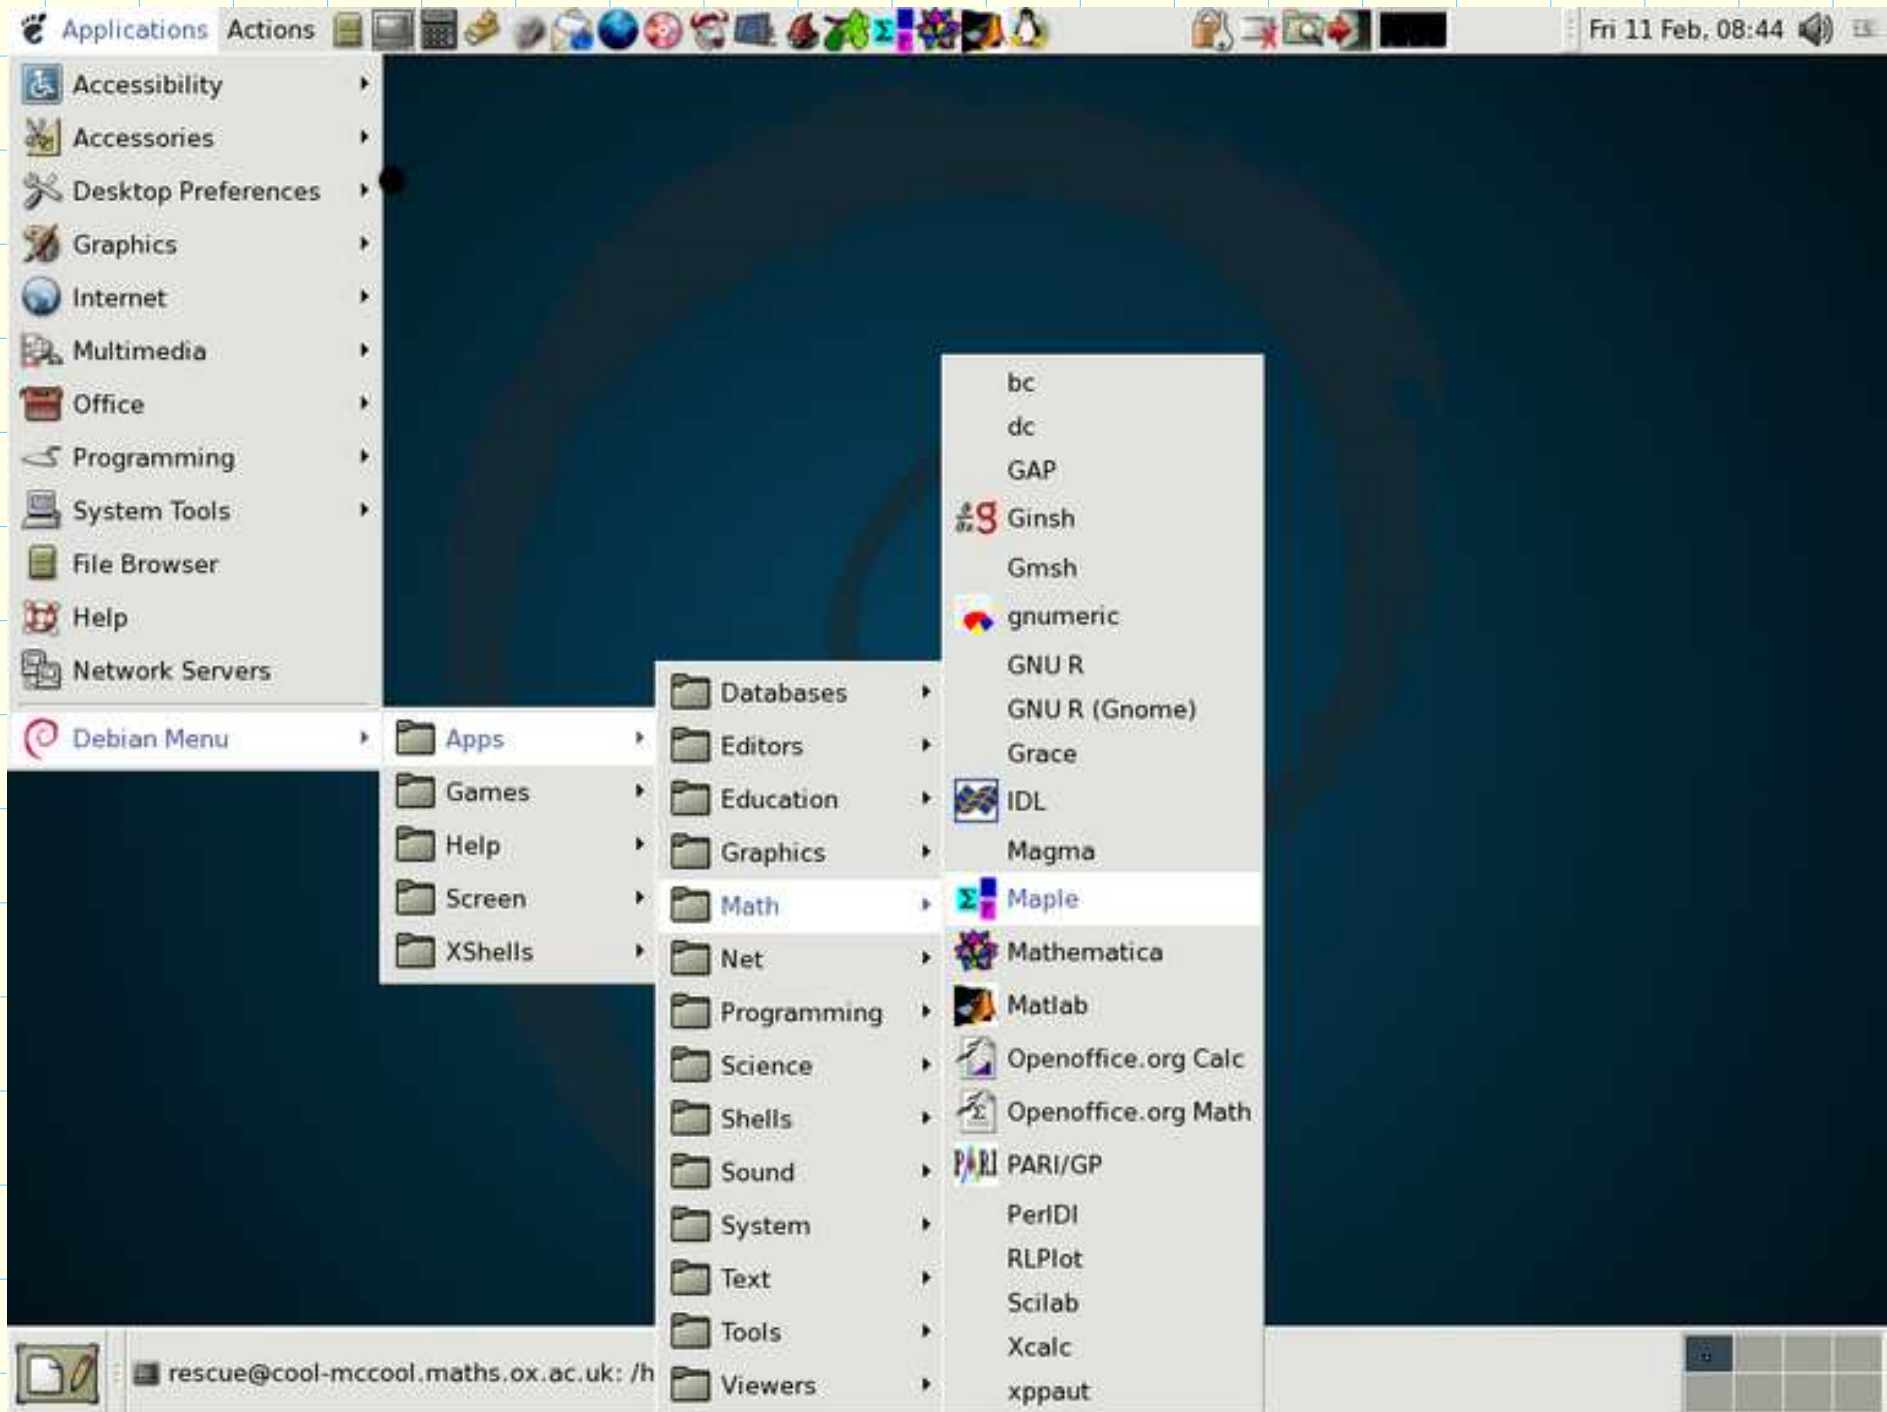 Applications Actions Fri 11 Feb, 08:44
Accessibility
Accessories
Desktop Preferences
Graphics
Internet
Multimedia
Office
Programming
System Tools
File Browser
Help
Network Servers
Debian Menu
Apps
Games
Help
Screen
XShells
Databases
Editors
Education
Graphics
Math
Net
Programming
Science
Shells
Sound
System
Text
Tools
Viewers
bc
dc
GAP
Ginsh
Gmsh
gnumeric
GNU R
GNU R (Gnome)
Grace
IDL
Magma
Maple
Mathematica
Matlab
Openoffice.org Calc
Openoffice.org Math
PARI PARI/GP
PerlDl
RLPlot
Scilab
Xcalc
xppaut
rescue@cool-mccool.maths.ox.ac.uk: /h